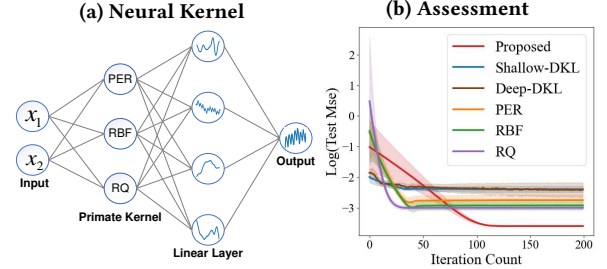 (a) Neural Kernel
x1
x2
Input
PER
RBF
RQ
Primate Kernel
Linear Layer
Output
(b) Assessment
Log(Test Mse)
2
1
0
−1
−2
−3
0
50
100
150
200
Iteration Count
Proposed
Shallow-DKL
Deep-DKL
PER
RBF
RQ